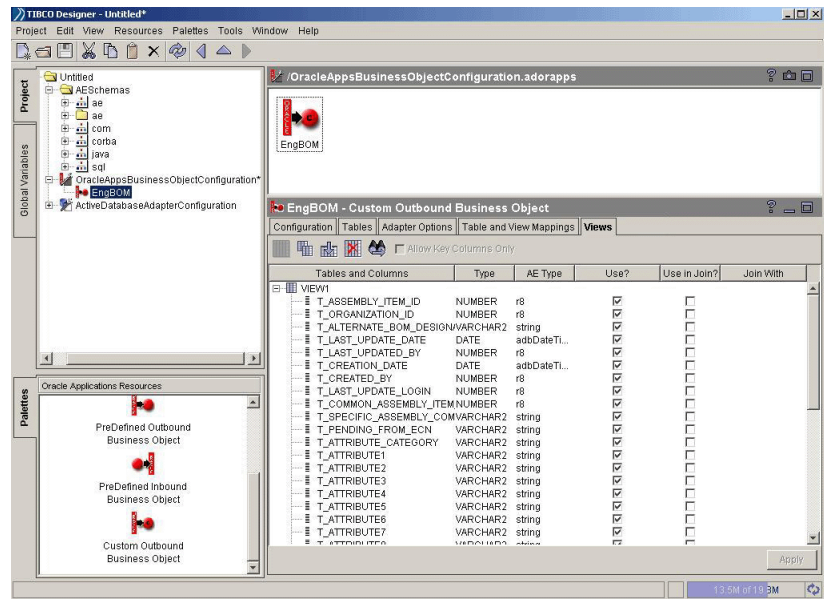 TIBCO Designer - Untitled*
Project Edit View Resources Palettes Tools Window Help
Project
Global Variables
Untitled
AESchemas
ae
ae
com
corba
java
sql
OracleAppsBusinessObjectConfiguration*
EngBOM
ActiveDatabaseAdapterConfiguration
Palettes
Oracle Applications Resources
PreDefined Outbound
Business Object
PreDefined Inbound
Business Object
Custom Outbound
Business Object
/OracleAppsBusinessObjectConfiguration.adorapps
EngBOM
EngBOM - Custom Outbound Business Object
Configuration Tables Adapter Options Table and View Mappings Views
Allow Key Columns Only
Tables and Columns Type AE Type Use? Use in Join? Join With
VIEW1
T_ASSEMBLY_ITEM_ID NUMBER r8
T_ORGANIZATION_ID NUMBER r8
T_ALTERNATE_BOM_DESIGN VARCHAR2 string
T_LAST_UPDATE_DATE DATE adbDateTi...
T_LAST_UPDATED_BY NUMBER r8
T_CREATION_DATE DATE adbDateTi...
T_CREATED_BY NUMBER r8
T_LAST_UPDATE_LOGIN NUMBER r8
T_COMMON_ASSEMBLY_ITEM NUMBER r8
T_SPECIFIC_ASSEMBLY_COM VARCHAR2 string
T_PENDING_FROM_ECN VARCHAR2 string
T_ATTRIBUTE_CATEGORY VARCHAR2 string
T_ATTRIBUTE1 VARCHAR2 string
T_ATTRIBUTE2 VARCHAR2 string
T_ATTRIBUTE3 VARCHAR2 string
T_ATTRIBUTE4 VARCHAR2 string
T_ATTRIBUTE5 VARCHAR2 string
T_ATTRIBUTE6 VARCHAR2 string
T_ATTRIBUTE7 VARCHAR2 string
Apply
13.5M of 19.8M